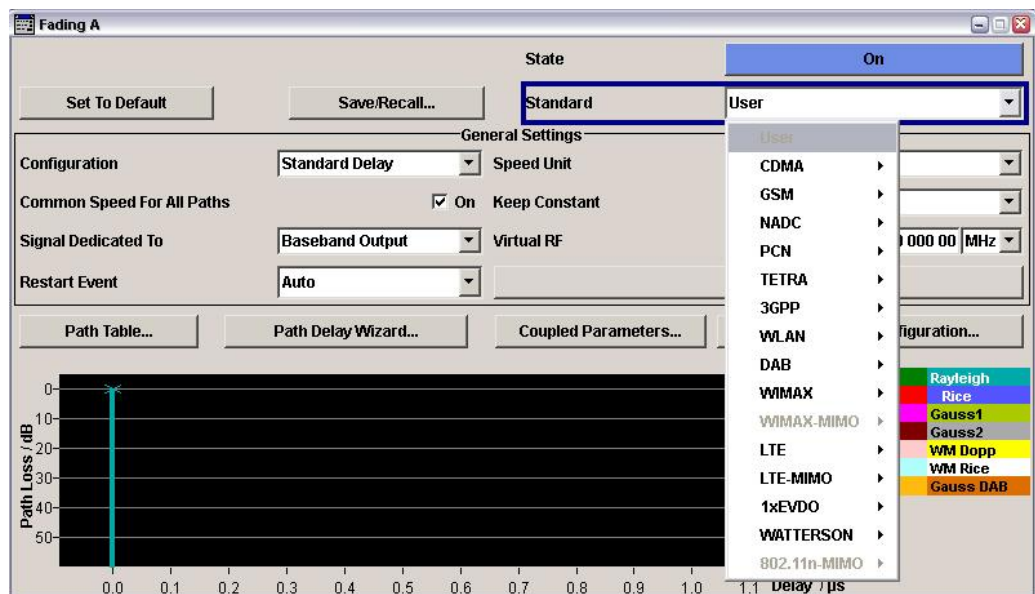 Fading A
State On
Set To Default Save/Recall... Standard User
General Settings
User
Configuration Standard Delay Speed Unit
CDMA
Common Speed For All Paths On Keep Constant
GSM
NADC
Signal Dedicated To Baseband Output Virtual RF 000 00 MHz
PCN
Restart Event Auto
TETRA
3GPP
Path Table... Path Delay Wizard... Coupled Parameters...
WLAN
DAB
WIMAX
WIMAX-MIMO
LTE
LTE-MIMO
1xEVDO
WATTERSON
802.11n-MIMO
Rayleigh
Rice
Gauss1
Gauss2
WM Dopp
WM Rice
Gauss DAB
Path Loss / dB
0
10
20
30
40
50
0.0 0.1 0.2 0.3 0.4 0.5 0.6 0.7 0.8 0.9 1.0 1.1 Delay / µs